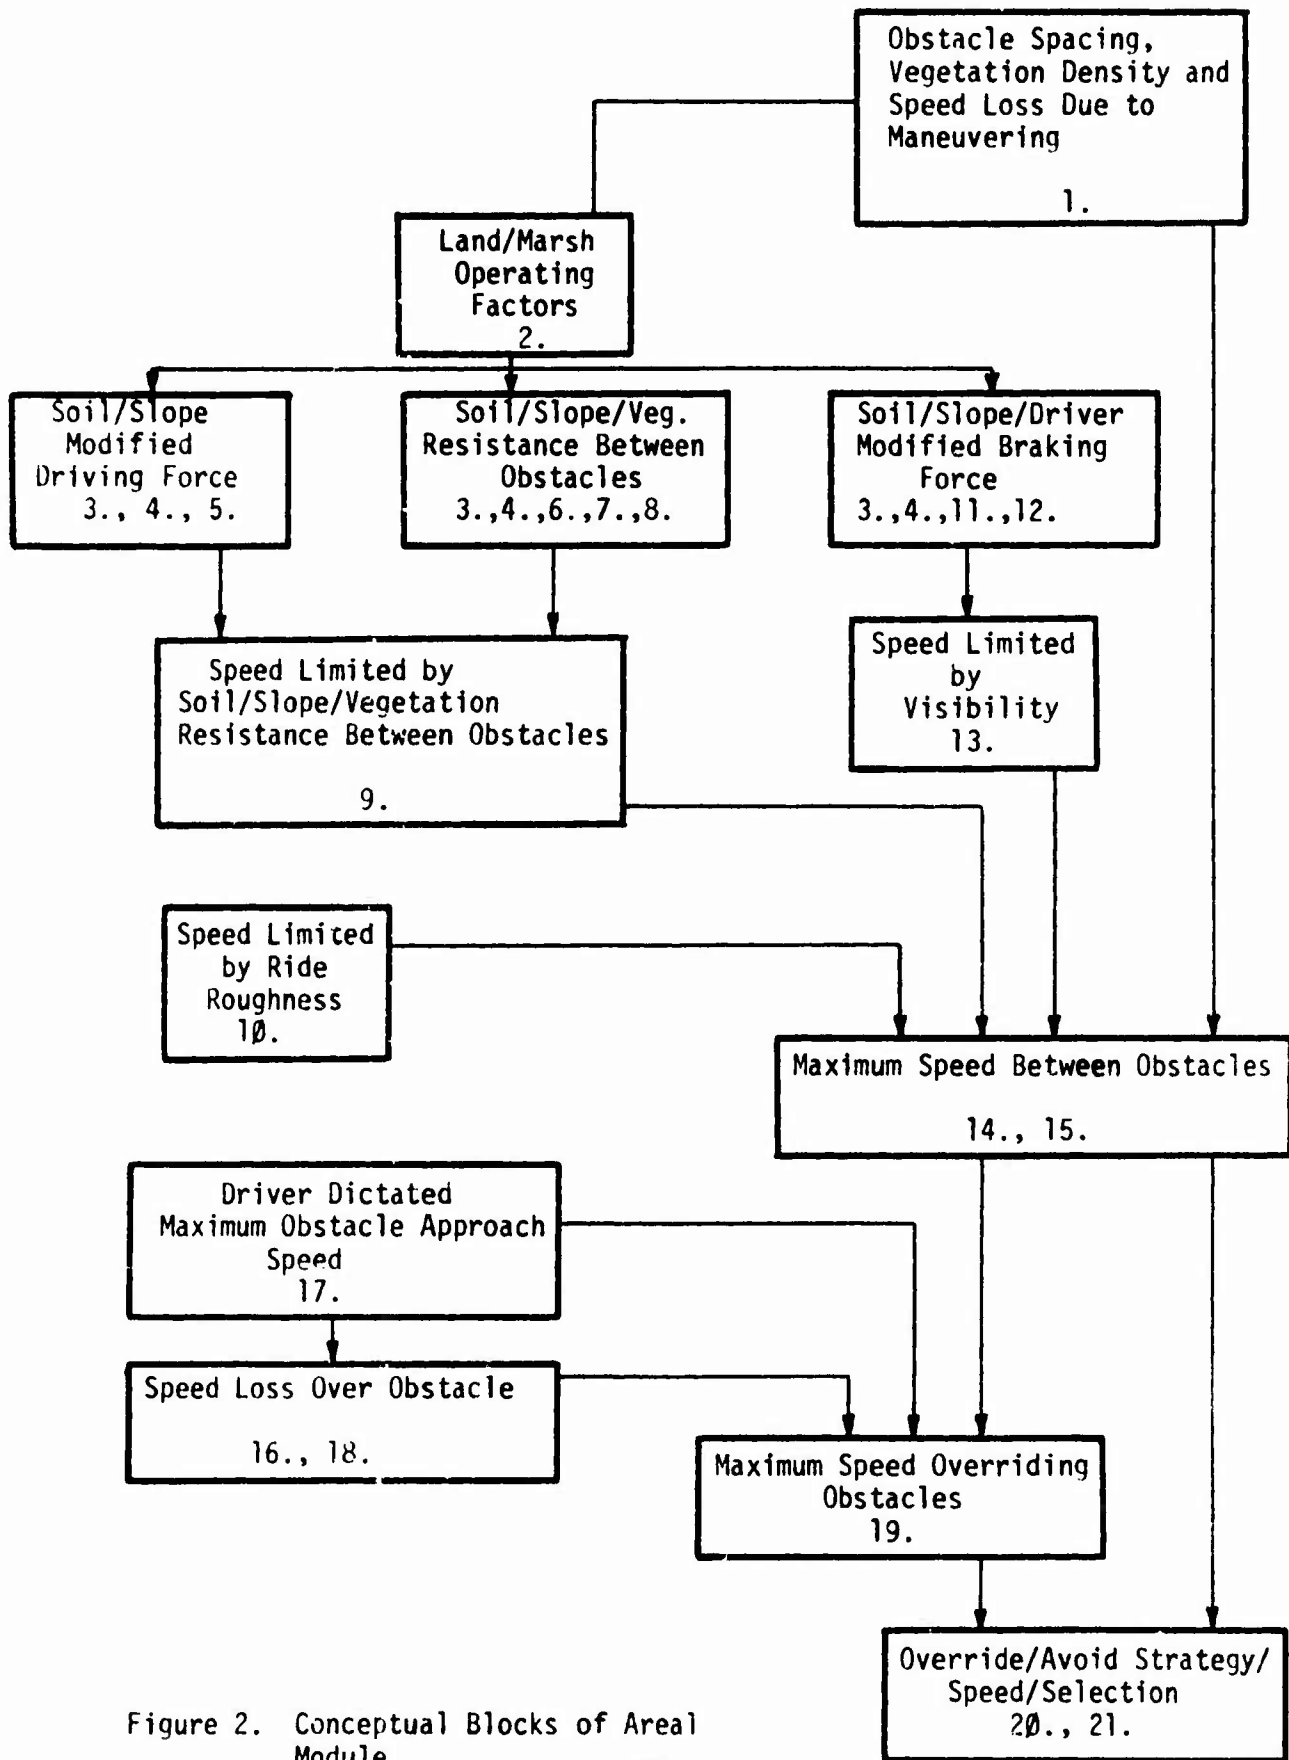 Obstacle Spacing,
Vegetation Density and
Speed Loss Due to
Maneuvering
1.
Land/Marsh
Operating
Factors
2.
Soil/Slope
Modified
Driving Force
3., 4., 5.
Soil/Slope/Veg.
Resistance Between
Obstacles
3.,4.,6.,7.,8.
Soil/Slope/Driver
Modified Braking
Force
3.,4.,11.,12.
Speed Limited by
Soil/Slope/Vegetation
Resistance Between Obstacles
9.
Speed Limited
by
Visibility
13.
Speed Limited
by Ride
Roughness
1Ø.
Maximum Speed Between Obstacles
14., 15.
Driver Dictated
Maximum Obstacle Approach
Speed
17.
Speed Loss Over Obstacle
16., 18.
Maximum Speed Overriding
Obstacles
19.
Override/Avoid Strategy/
Speed/Selection
2Ø., 21.
Figure 2. Conceptual Blocks of Areal
Module